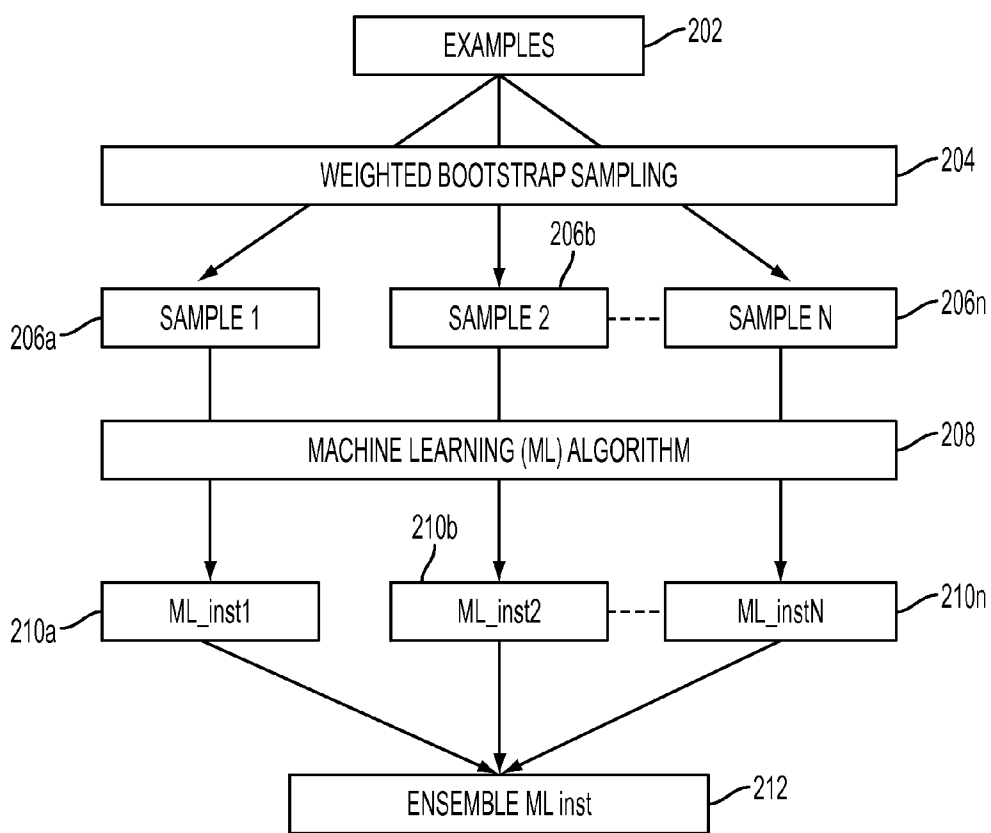 EXAMPLES
202
WEIGHTED BOOTSTRAP SAMPLING
204
206b
SAMPLE 1
SAMPLE 2
SAMPLE N
206a
206n
MACHINE LEARNING (ML) ALGORITHM
208
210b
ML_inst1
ML_inst2
ML_instN
210a
210n
ENSEMBLE ML inst
212